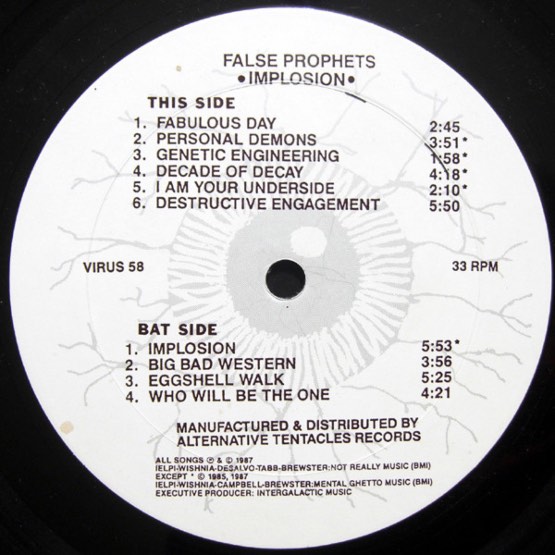 FALSE PROPHETS
•IMPLOSION•
THIS SIDE
1. FABULOUS DAY 2:45
2. PERSONAL DEMONS 3:51*
3. GENETIC ENGINEERING 1:58*
4. DECADE OF DECAY 4:18*
5. I AM YOUR UNDERSIDE 2:10*
6. DESTRUCTIVE ENGAGEMENT 5:50
VIRUS 58 33 RPM
BAT SIDE
1. IMPLOSION 5:53*
2. BIG BAD WESTERN 3:56
3. EGGSHELL WALK 5:25
4. WHO WILL BE THE ONE 4:21
MANUFACTURED & DISTRIBUTED BY
ALTERNATIVE TENTACLES RECORDS
ALL SONGS ℗ & © 1987
IELPI-WISHNIA-DESALVO-TABB-BREWSTER:NOT REALLY MUSIC (BMI)
EXCEPT * © 1985, 1987
IELPI-WISHNIA-CAMPBELL-BREWSTER:MENTAL GHETTO MUSIC (BMI)
EXECUTIVE PRODUCER: INTERGALACTIC MUSIC